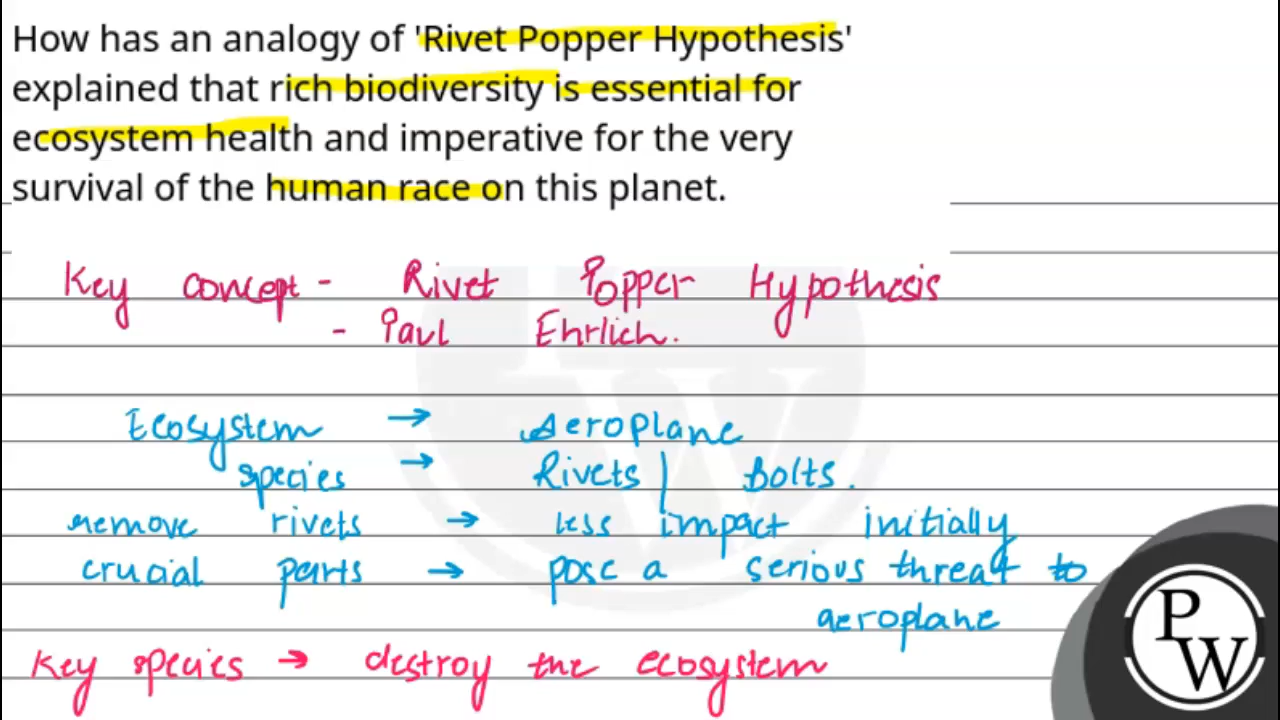 How has an analogy of 'Rivet Popper Hypothesis'
explained that rich biodiversity is essential for
ecosystem health and imperative for the very
survival of the human race on this planet.
Key concept - Rivet Popper Hypothesis
- Paul Ehrlich.
Ecosystem → Aeroplane
species → Rivets / Bolts.
remove rivets → less impact initially
crucial parts → pose a serious threat to
aeroplane
Key species → destroy the ecosystem
P
W